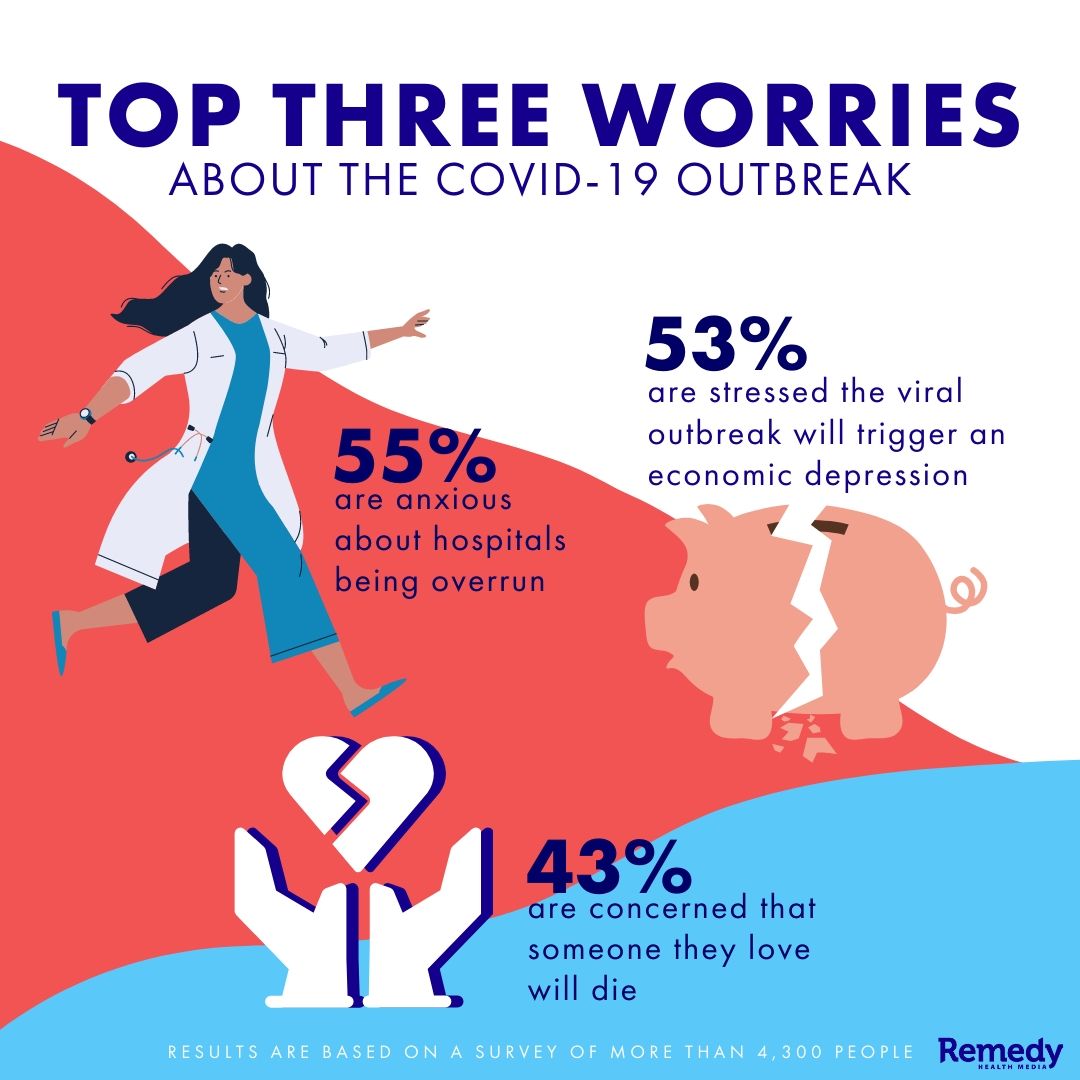 TOP THREE WORRIES
ABOUT THE COVID-19 OUTBREAK
55%
are anxious
about hospitals
being overrun
53%
are stressed the viral
outbreak will trigger an
economic depression
43%
are concerned that
someone they love
will die
RESULTS ARE BASED ON A SURVEY OF MORE THAN 4,300 PEOPLE
Remedy
HEALTH MEDIA